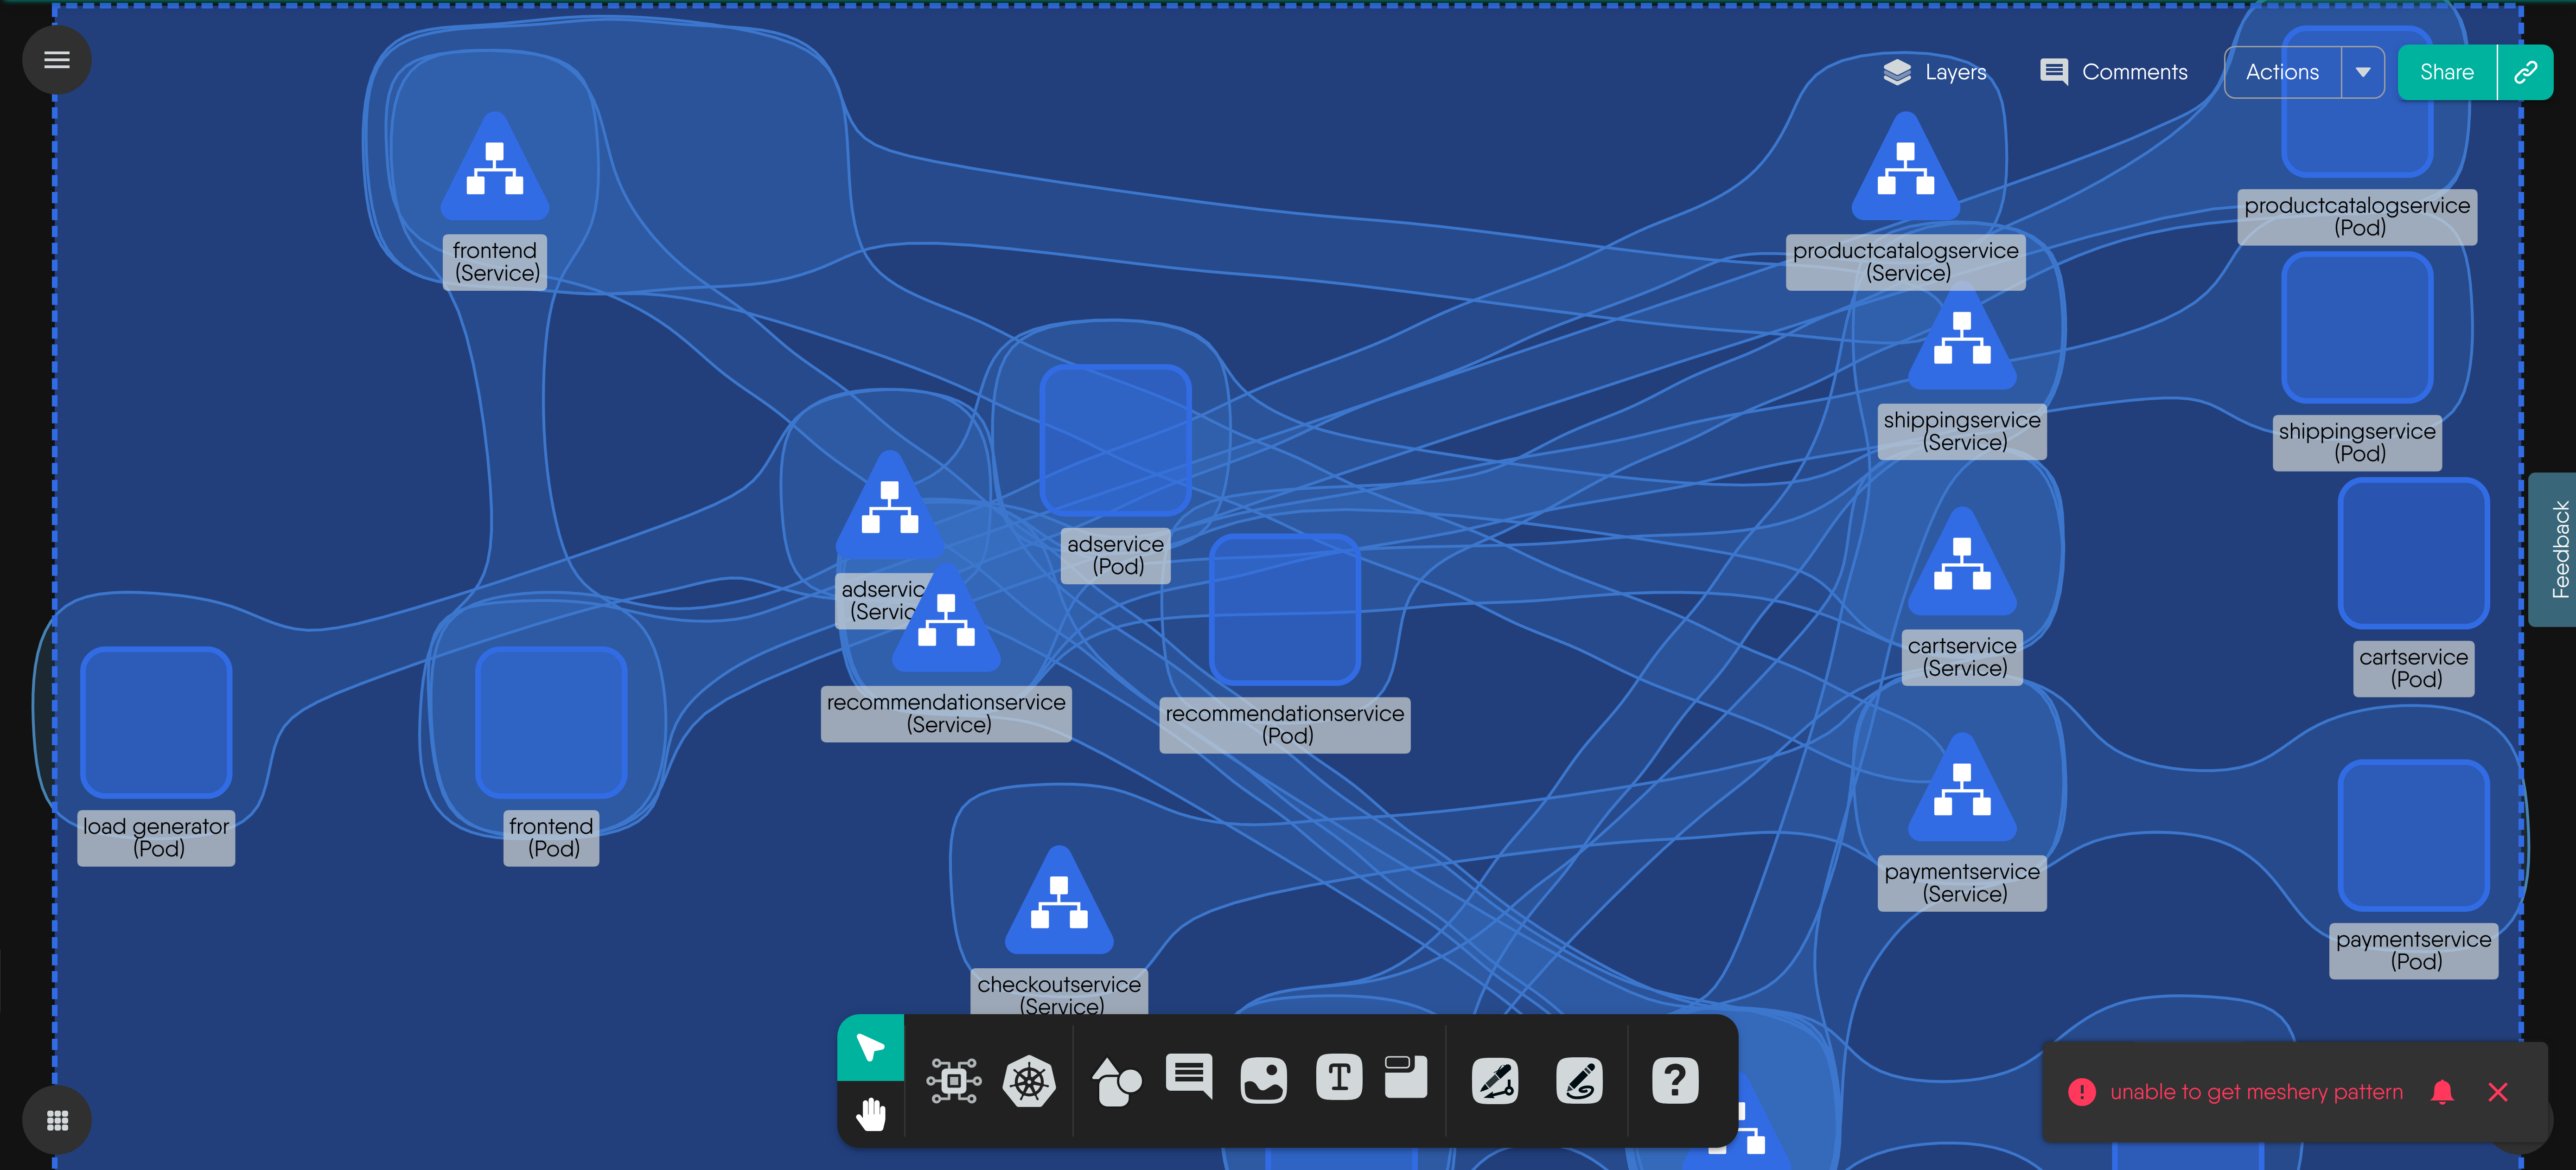 Layers
Comments
Actions
Share
productcatalogservice
(Pod)
frontend
(Service)
productcatalogservice
(Service)
shippingservice
(Service)
shippingservice
(Pod)
adservice
(Pod)
Feedback
adservic
(Servic
cartservice
(Service)
cartservice
(Pod)
recommendationservice
(Service)
recommendationservice
(Pod)
load generator
(Pod)
frontend
(Pod)
paymentservice
(Service)
paymentservice
(Pod)
checkoutservice
(Service)
T
?
unable to get meshery pattern